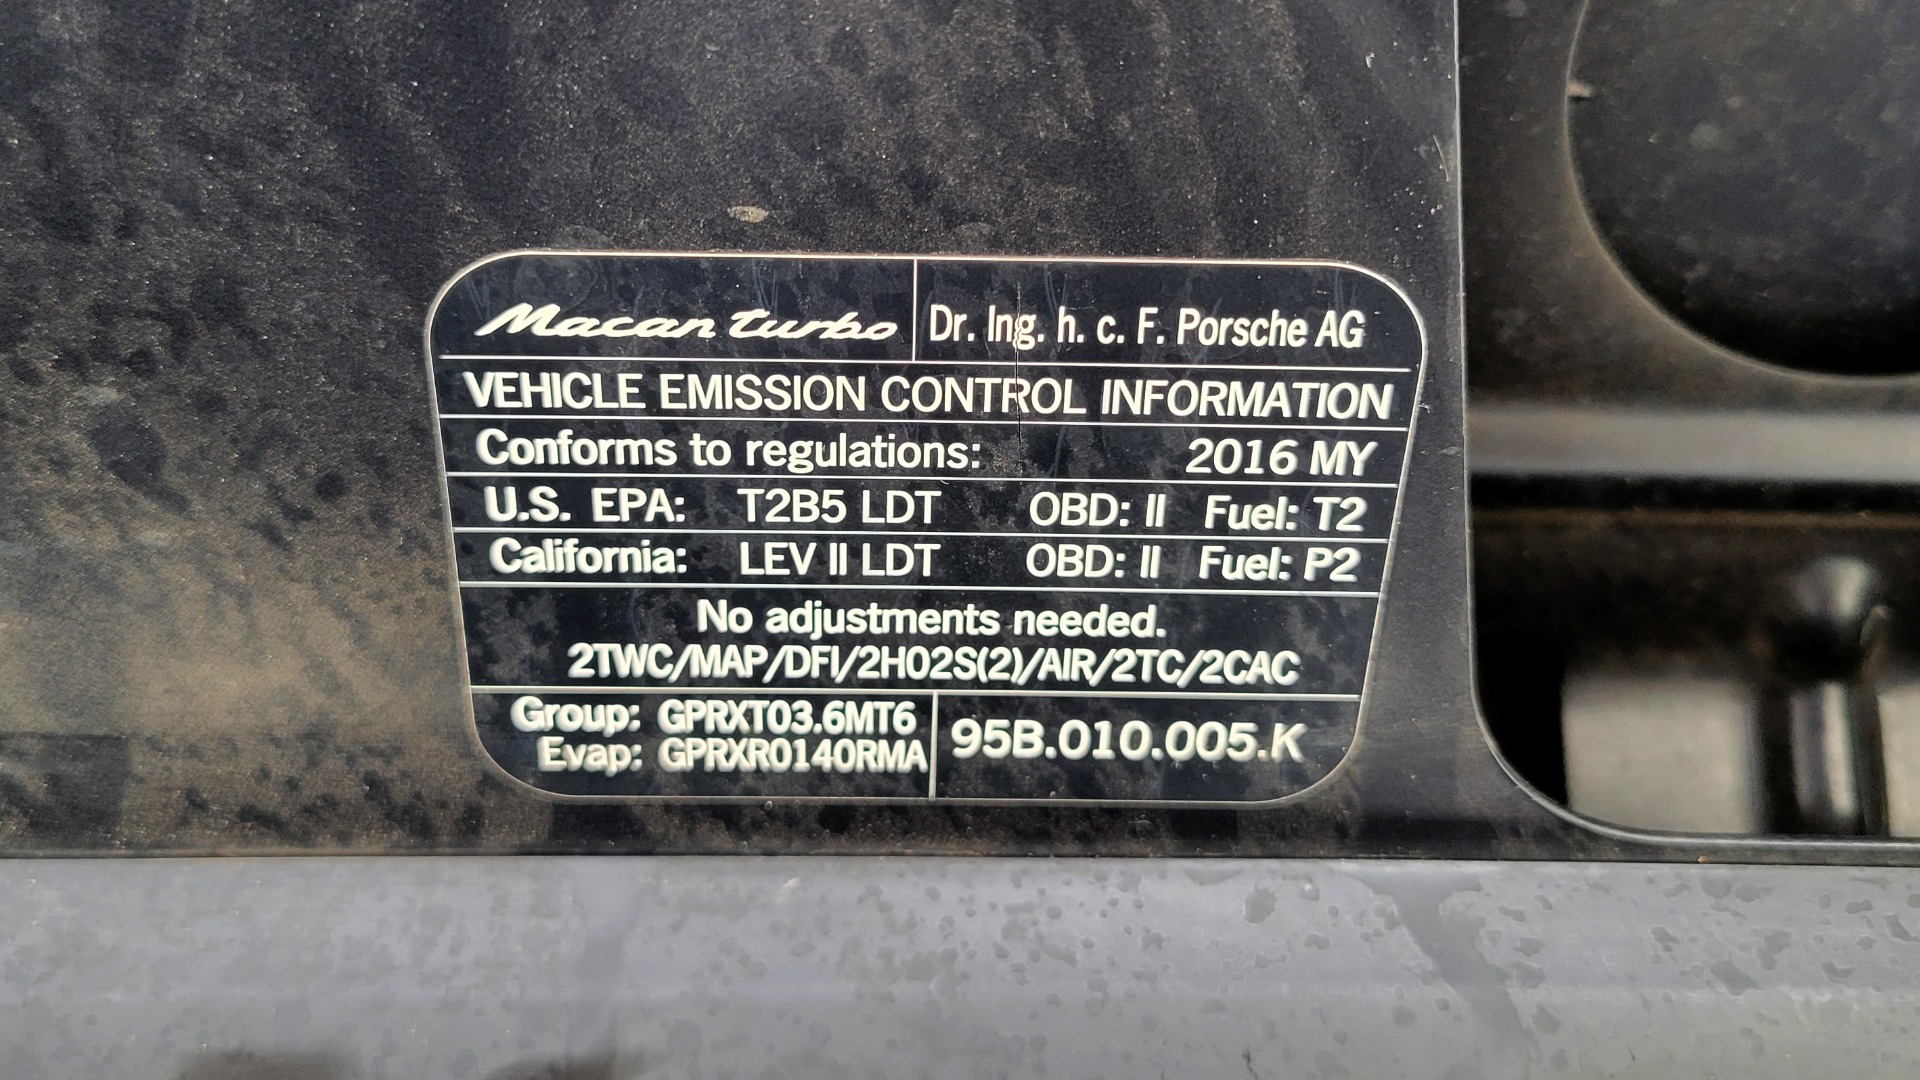 Macan turbo Dr. Ing. h. c. F. Porsche AG
VEHICLE EMISSION CONTROL INFORMATION
Conforms to regulations: 2016 MY
U.S. EPA: T2B5 LDT OBD: II Fuel: T2
California: LEV II LDT OBD: II Fuel: P2
No adjustments needed.
2TWC/MAP/DFI/2HO2S(2)/AIR/2TC/2CAC
Group: GPRXT03.6MT6
Evap: GPRXR0140RMA
95B.010.005.K